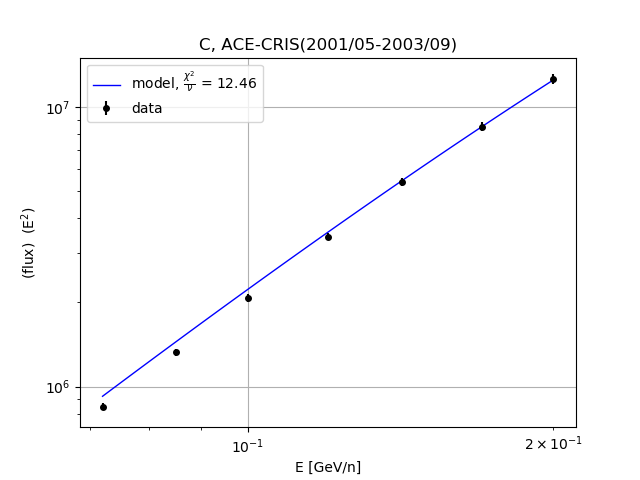 C, ACE-CRIS(2001/05-2003/09)
model, χ²/ν = 12.46
data
(flux) (E²)
10⁷
10⁶
10⁻¹
2 × 10⁻¹
E [GeV/n]